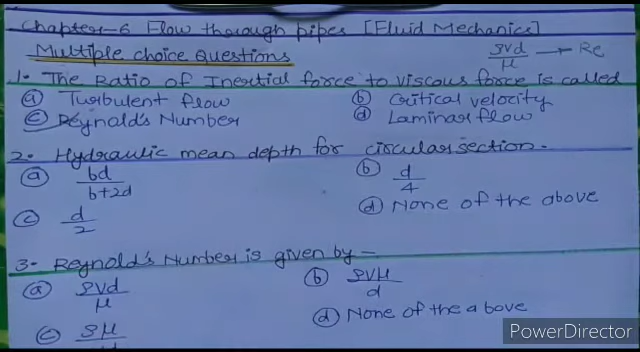 Chapter-6 Flow thorough pipes [Fluid Mechanics]
Multiple choice Questions
ρVd/μ → Re
1. The Ratio of Inertial force to viscous force is called
ⓐ Turbulent flow ⓑ Critical velocity
ⓒ Reynald's Number ⓓ Laminar flow
2. Hydraulic mean depth for circular section.
ⓐ bd/b+2d ⓑ d/4
ⓒ d/2 ⓓ None of the above
3. Reynald's Number is given by -
ⓐ ρVd/μ ⓑ ρVμ/d
ⓒ ρμ ⓓ None of the above
PowerDirector